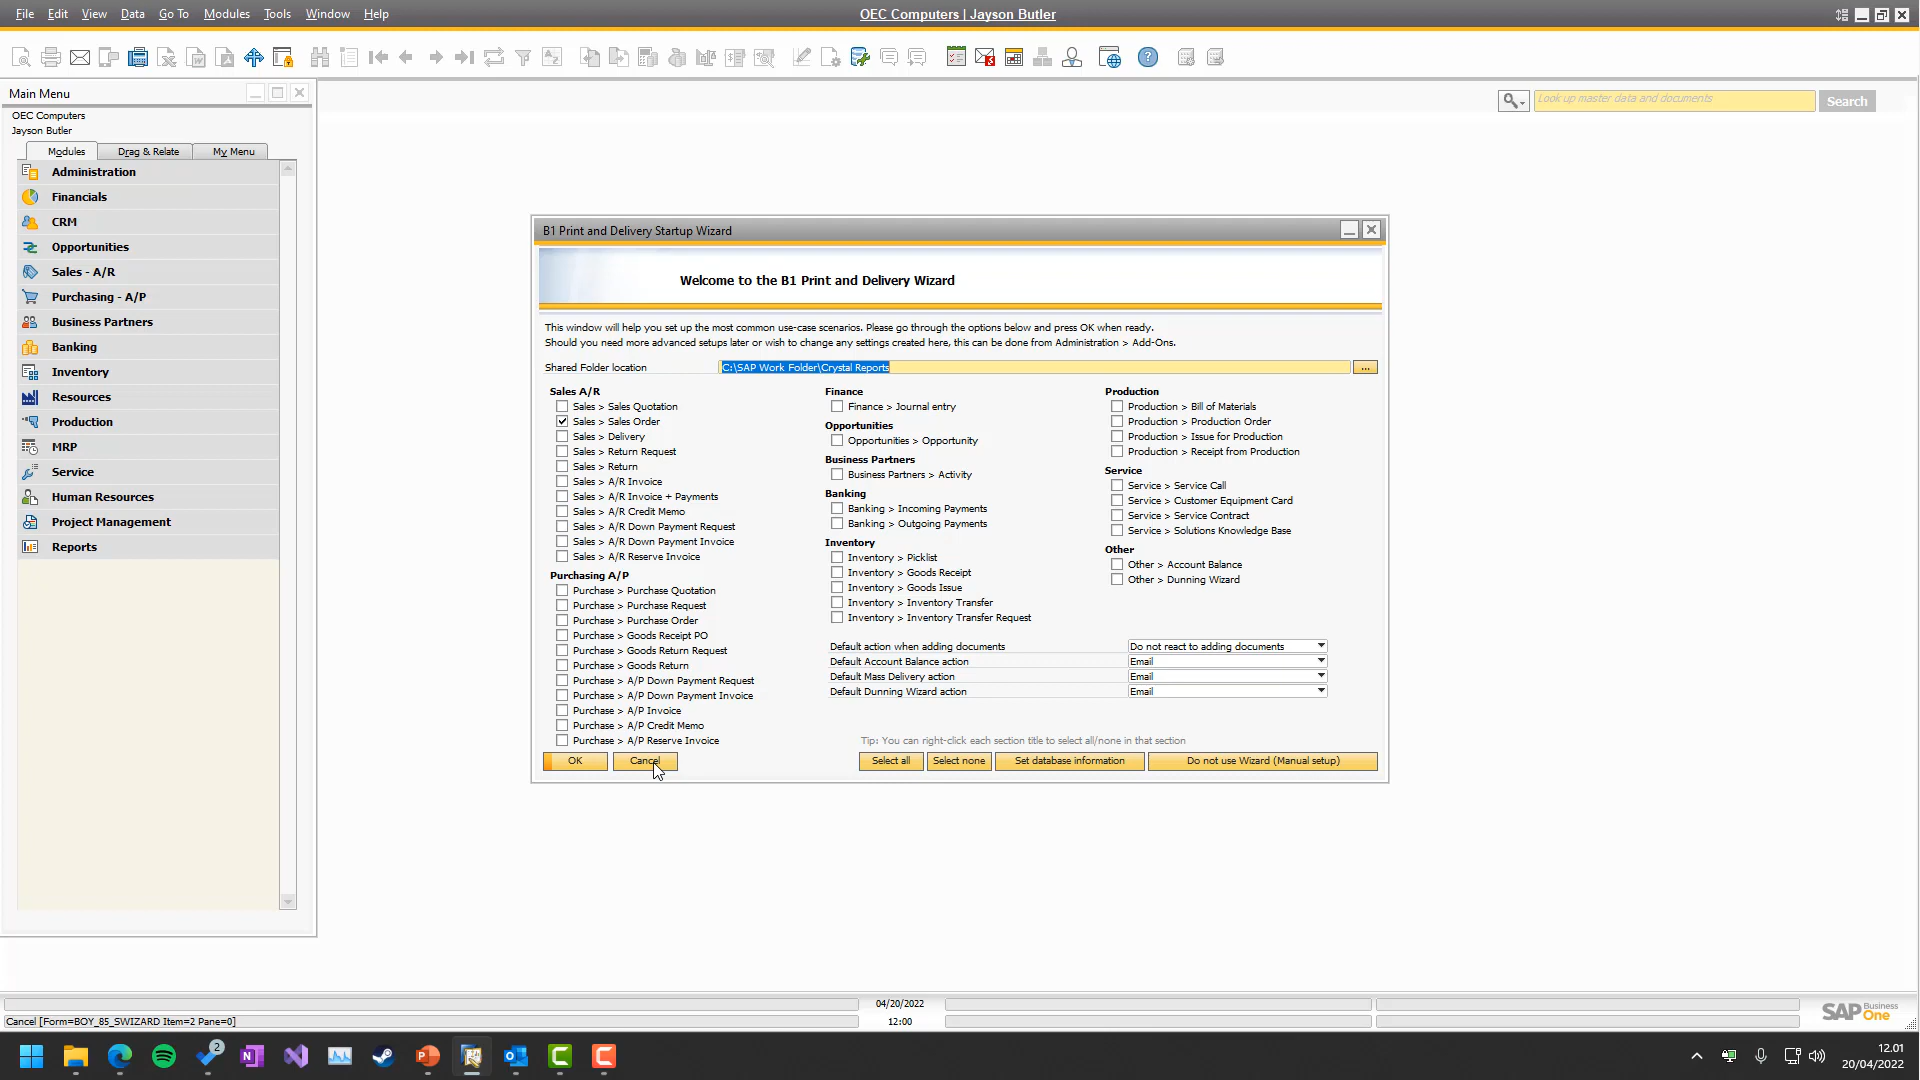 File Edit View Data Go To Modules Tools Window Help
OEC Computers | Jayson Butler
Main Menu
OEC Computers
Jayson Butler
Modules Drag & Relate My Menu
Administration
Financials
CRM
Opportunities
Sales - A/R
Purchasing - A/P
Business Partners
Banking
Inventory
Resources
Production
MRP
Service
Human Resources
Project Management
Reports
Look up master data and documents
Search
B1 Print and Delivery Startup Wizard
Welcome to the B1 Print and Delivery Wizard
This window will help you set up the most common use-case scenarios. Please go through the options below and press OK when ready.
Should you need more advanced setups later or wish to change any settings created here, this can be done from Administration > Add-Ons.
Shared Folder location C:\SAP Work Folder\Crystal Reports ...
Sales A/R
Sales > Sales Quotation
Sales > Sales Order
Sales > Delivery
Sales > Return Request
Sales > Return
Sales > A/R Invoice
Sales > A/R Invoice + Payments
Sales > A/R Credit Memo
Sales > A/R Down Payment Request
Sales > A/R Down Payment Invoice
Sales > A/R Reserve Invoice
Purchasing A/P
Purchase > Purchase Quotation
Purchase > Purchase Request
Purchase > Purchase Order
Purchase > Goods Receipt PO
Purchase > Goods Return Request
Purchase > Goods Return
Purchase > A/P Down Payment Request
Purchase > A/P Down Payment Invoice
Purchase > A/P Invoice
Purchase > A/P Credit Memo
Purchase > A/P Reserve Invoice
Finance
Finance > Journal entry
Opportunities
Opportunities > Opportunity
Business Partners
Business Partners > Activity
Banking
Banking > Incoming Payments
Banking > Outgoing Payments
Inventory
Inventory > Picklist
Inventory > Goods Receipt
Inventory > Goods Issue
Inventory > Inventory Transfer
Inventory > Inventory Transfer Request
Production
Production > Bill of Materials
Production > Production Order
Production > Issue for Production
Production > Receipt from Production
Service
Service > Service Call
Service > Customer Equipment Card
Service > Service Contract
Service > Solutions Knowledge Base
Other
Other > Account Balance
Other > Dunning Wizard
Default action when adding documents Do not react to adding documents
Default Account Balance action Email
Default Mass Delivery action Email
Default Dunning Wizard action Email
Tip: You can right-click each section title to select all/none in that section
OK Cancel Select all Select none Set database information Do not use Wizard (Manual setup)
04/20/2022
Cancel [Form=BOY_85_SWIZARD Item=2 Pane=0]
12:00
SAP Business One
2
12.01
20/04/2022